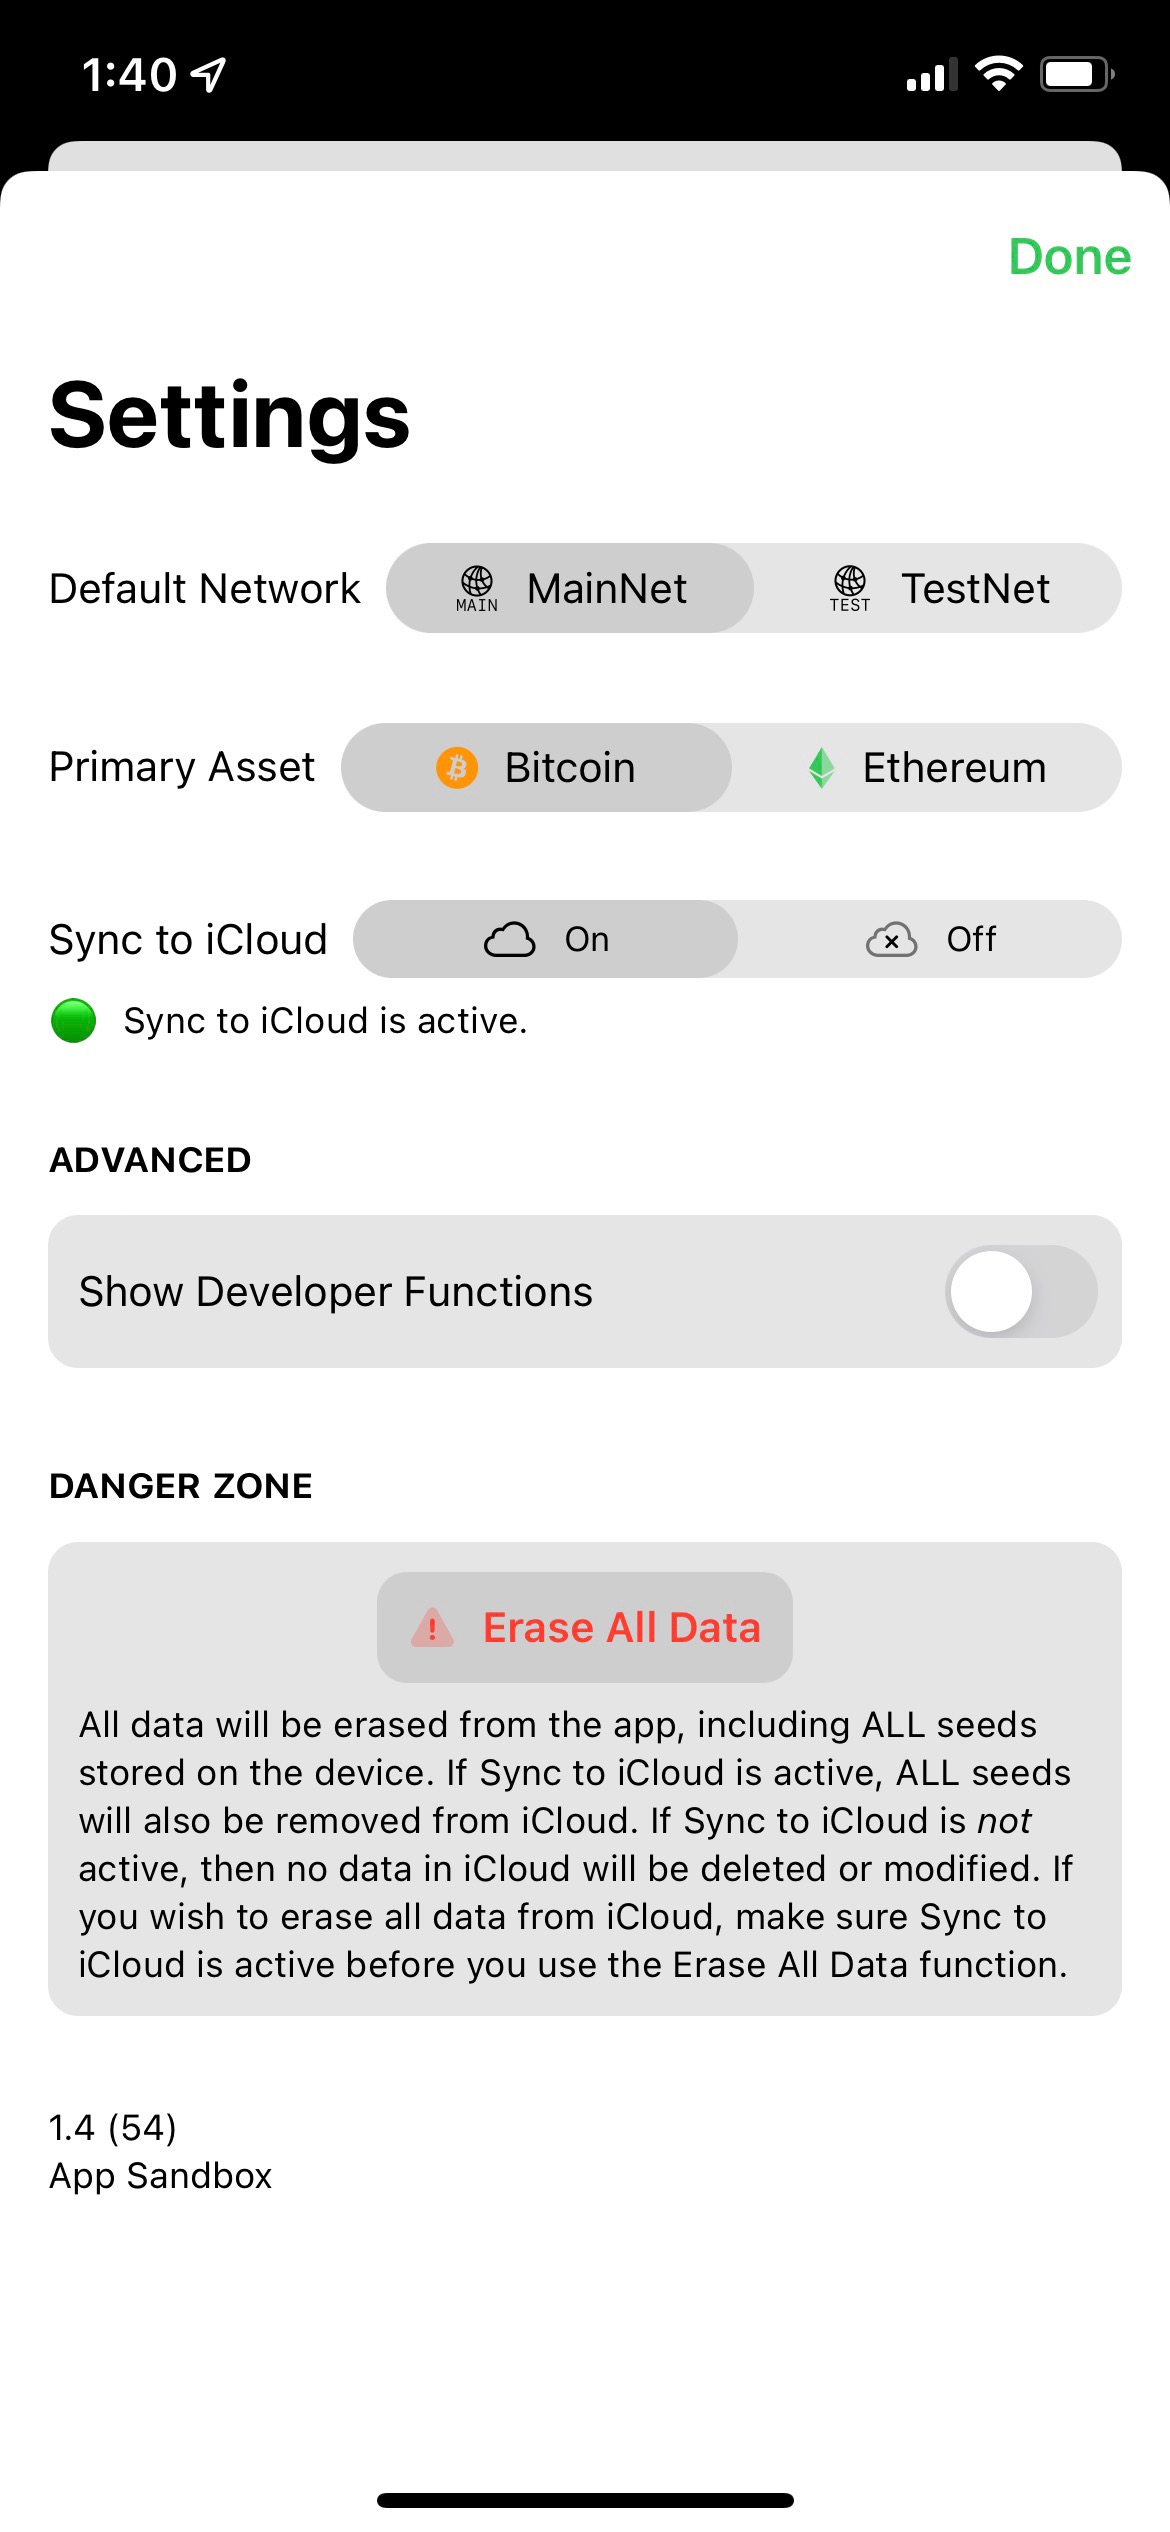 1:40
Done
Settings
Default Network
MAIN
MainNet
TEST
TestNet
Primary Asset
Bitcoin
Ethereum
Sync to iCloud
On
Off
Sync to iCloud is active.
ADVANCED
Show Developer Functions
DANGER ZONE
Erase All Data
All data will be erased from the app, including ALL seeds
stored on the device. If Sync to iCloud is active, ALL seeds
will also be removed from iCloud. If Sync to iCloud is not
active, then no data in iCloud will be deleted or modified. If
you wish to erase all data from iCloud, make sure Sync to
iCloud is active before you use the Erase All Data function.
1.4 (54)
App Sandbox